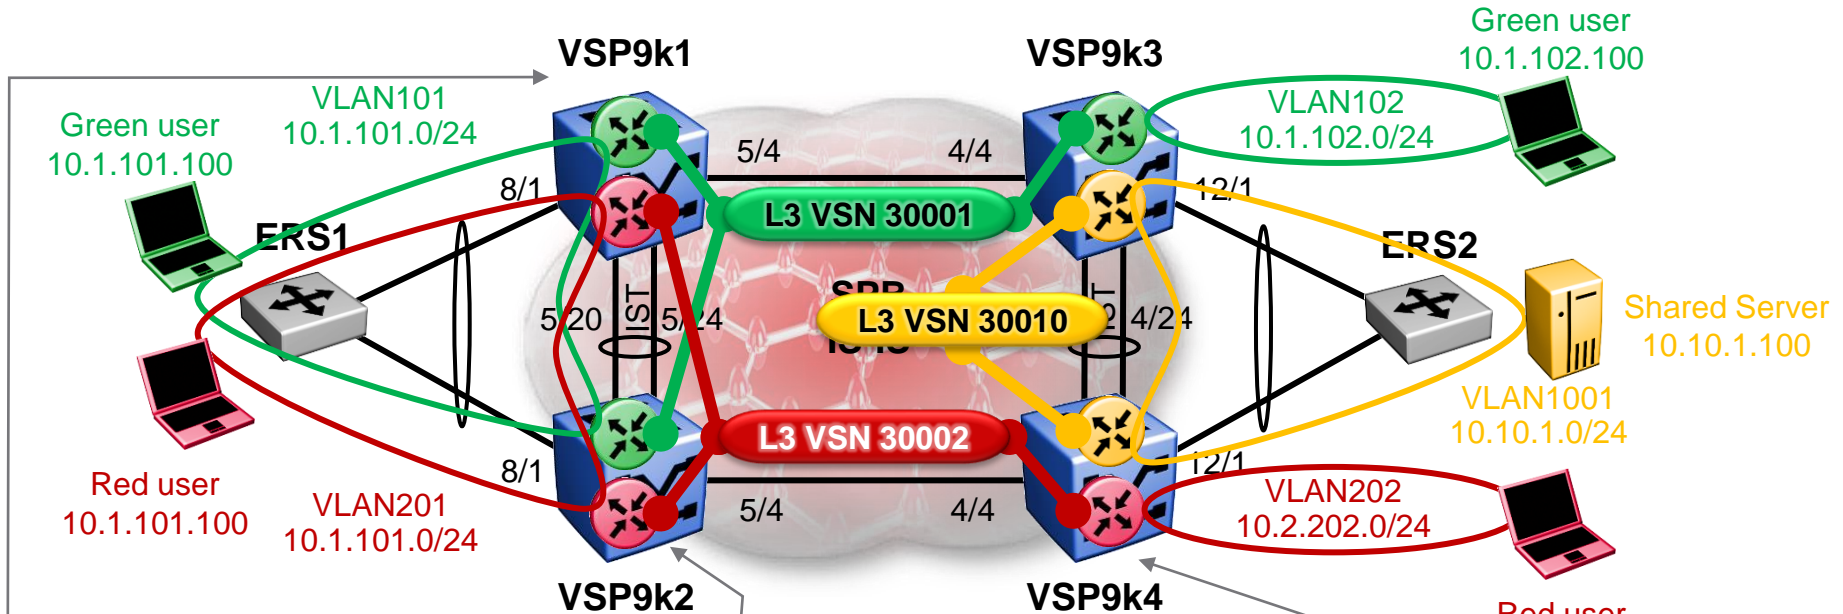 Green user
10.1.102.100
VSP9k1
VSP9k3
VLAN101
10.1.101.0/24
Green user
10.1.101.100
VLAN102
10.1.102.0/24
5/4
4/4
8/1
12/1
L3 VSN 30001
ERS1
ERS2
5/20
IST
5/24
L3 VSN 30010
4/24
Shared Server
10.10.1.100
VLAN1001
10.10.1.0/24
L3 VSN 30002
8/1
12/1
Red user
10.1.101.100
VLAN201
10.1.101.0/24
5/4
4/4
VLAN202
10.2.202.0/24
VSP9k2
VSP9k4
Red user